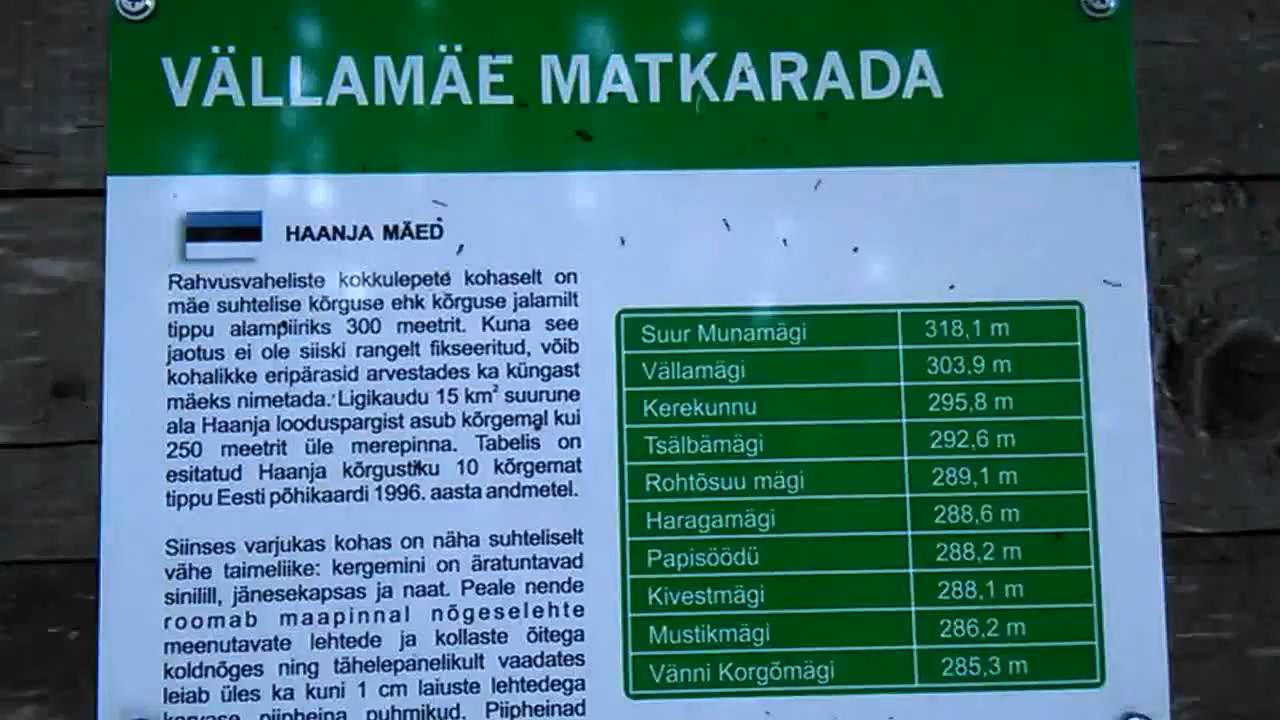 VÄLLAMÄE MATKARADA
HAANJA MÄED
Rahvusvaheliste kokkulepete kohaselt on
mäe suhtelise kõrguse ehk kõrguse jalamilt
tippu alampiiriks 300 meetrit. Kuna see
jaotus ei ole siiski rangelt fikseeritud, võib
kohalikke eripärasid arvestades ka küngast
mäeks nimetada. Ligikaudu 15 km² suurune
ala Haanja looduspargist asub kõrgemal kui
250 meetrit üle merepinna. Tabelis on
esitatud Haanja kõrgustiku 10 kõrgemat
tippu Eesti põhikaardi 1996. aasta andmetel.
Siinses varjukas kohas on näha suhteliselt
vähe taimeliike: kergemini on äratuntavad
sinilill, jänesekapsas ja naat. Peale nende
roomab maapinnal nõgeselehte
meenutavate lehtede ja kollaste õitega
koldnõges ning tähelepanelikult vaadates
leiab üles ka kuni 1 cm laiuste lehtedega
karvase piipheina puhmikud. Piipheinad
Suur Munamägi 318,1 m
Vällamägi 303,9 m
Kerekunnu 295,8 m
Tsälbämägi 292,6 m
Rohtõsuu mägi 289,1 m
Haragamägi 288,6 m
Papisöödü 288,2 m
Kivestmägi 288,1 m
Mustikmägi 286,2 m
Vänni Korgõmägi 285,3 m